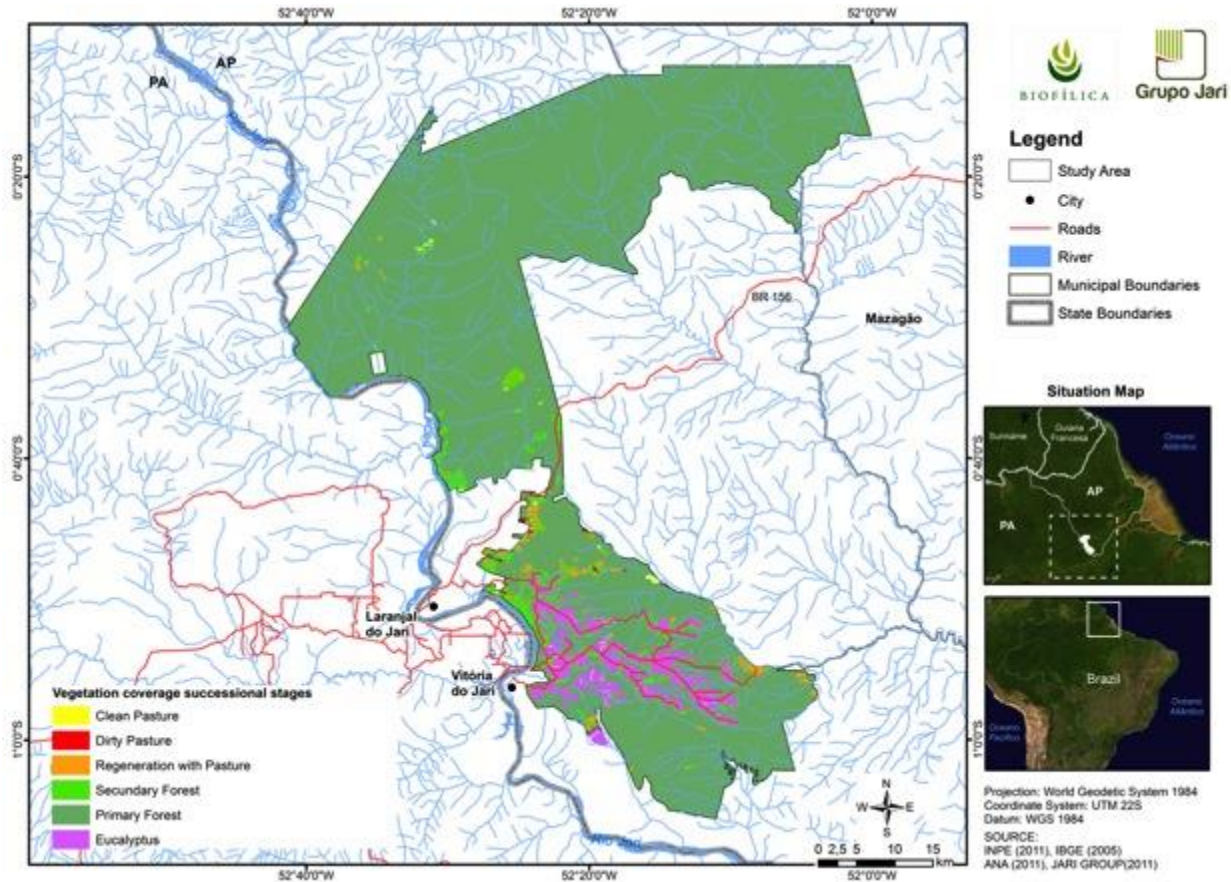 52°40'0"W
52°20'0"W
52°0'0"W
0°20'0"S
0°40'0"S
1°0'0"S
0°20'0"S
0°40'0"S
1°0'0"S
52°40'0"W
52°20'0"W
52°0'0"W
AP
PA
BR-156
Mazagão
Laranjal
do Jari
Vitória
do Jari
Rio Jari
Vegetation coverage successional stages
Clean Pasture
Dirty Pasture
Regeneration with Pasture
Secundary Forest
Primary Forest
Eucalyptus
N
W E
S
0 2,5 5 10 15
km
BIOFÍLICA
Grupo Jari
Legend
Study Area
City
Roads
River
Municipal Boundaries
State Boundaries
Situation Map
Suriname
Guiana
Francesa
Oceano
Atlântico
AP
PA
Brazil
Oceano
Atlântico
Oceano
Pacífico
Projection: World Geodetic System 1984
Coordinate System: UTM 22S
Datum: WGS 1984
SOURCE:
INPE (2011), IBGE (2005)
ANA (2011), JARI GROUP(2011)